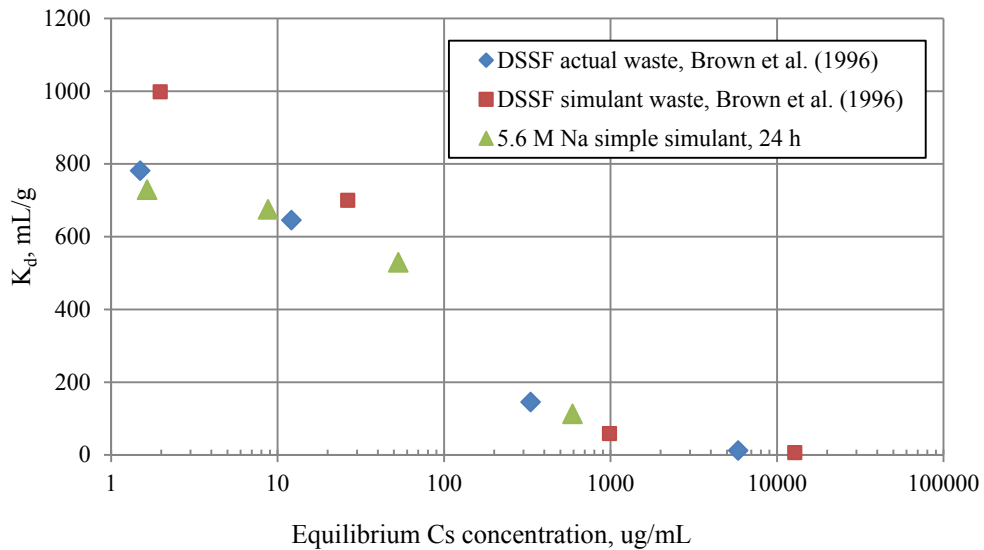 1200
1000
800
600
400
200
0
K_d, mL/g
DSSF actual waste, Brown et al. (1996)
DSSF simulant waste, Brown et al. (1996)
5.6 M Na simple simulant, 24 h
1 10 100 1000 10000 100000
Equilibrium Cs concentration, ug/mL